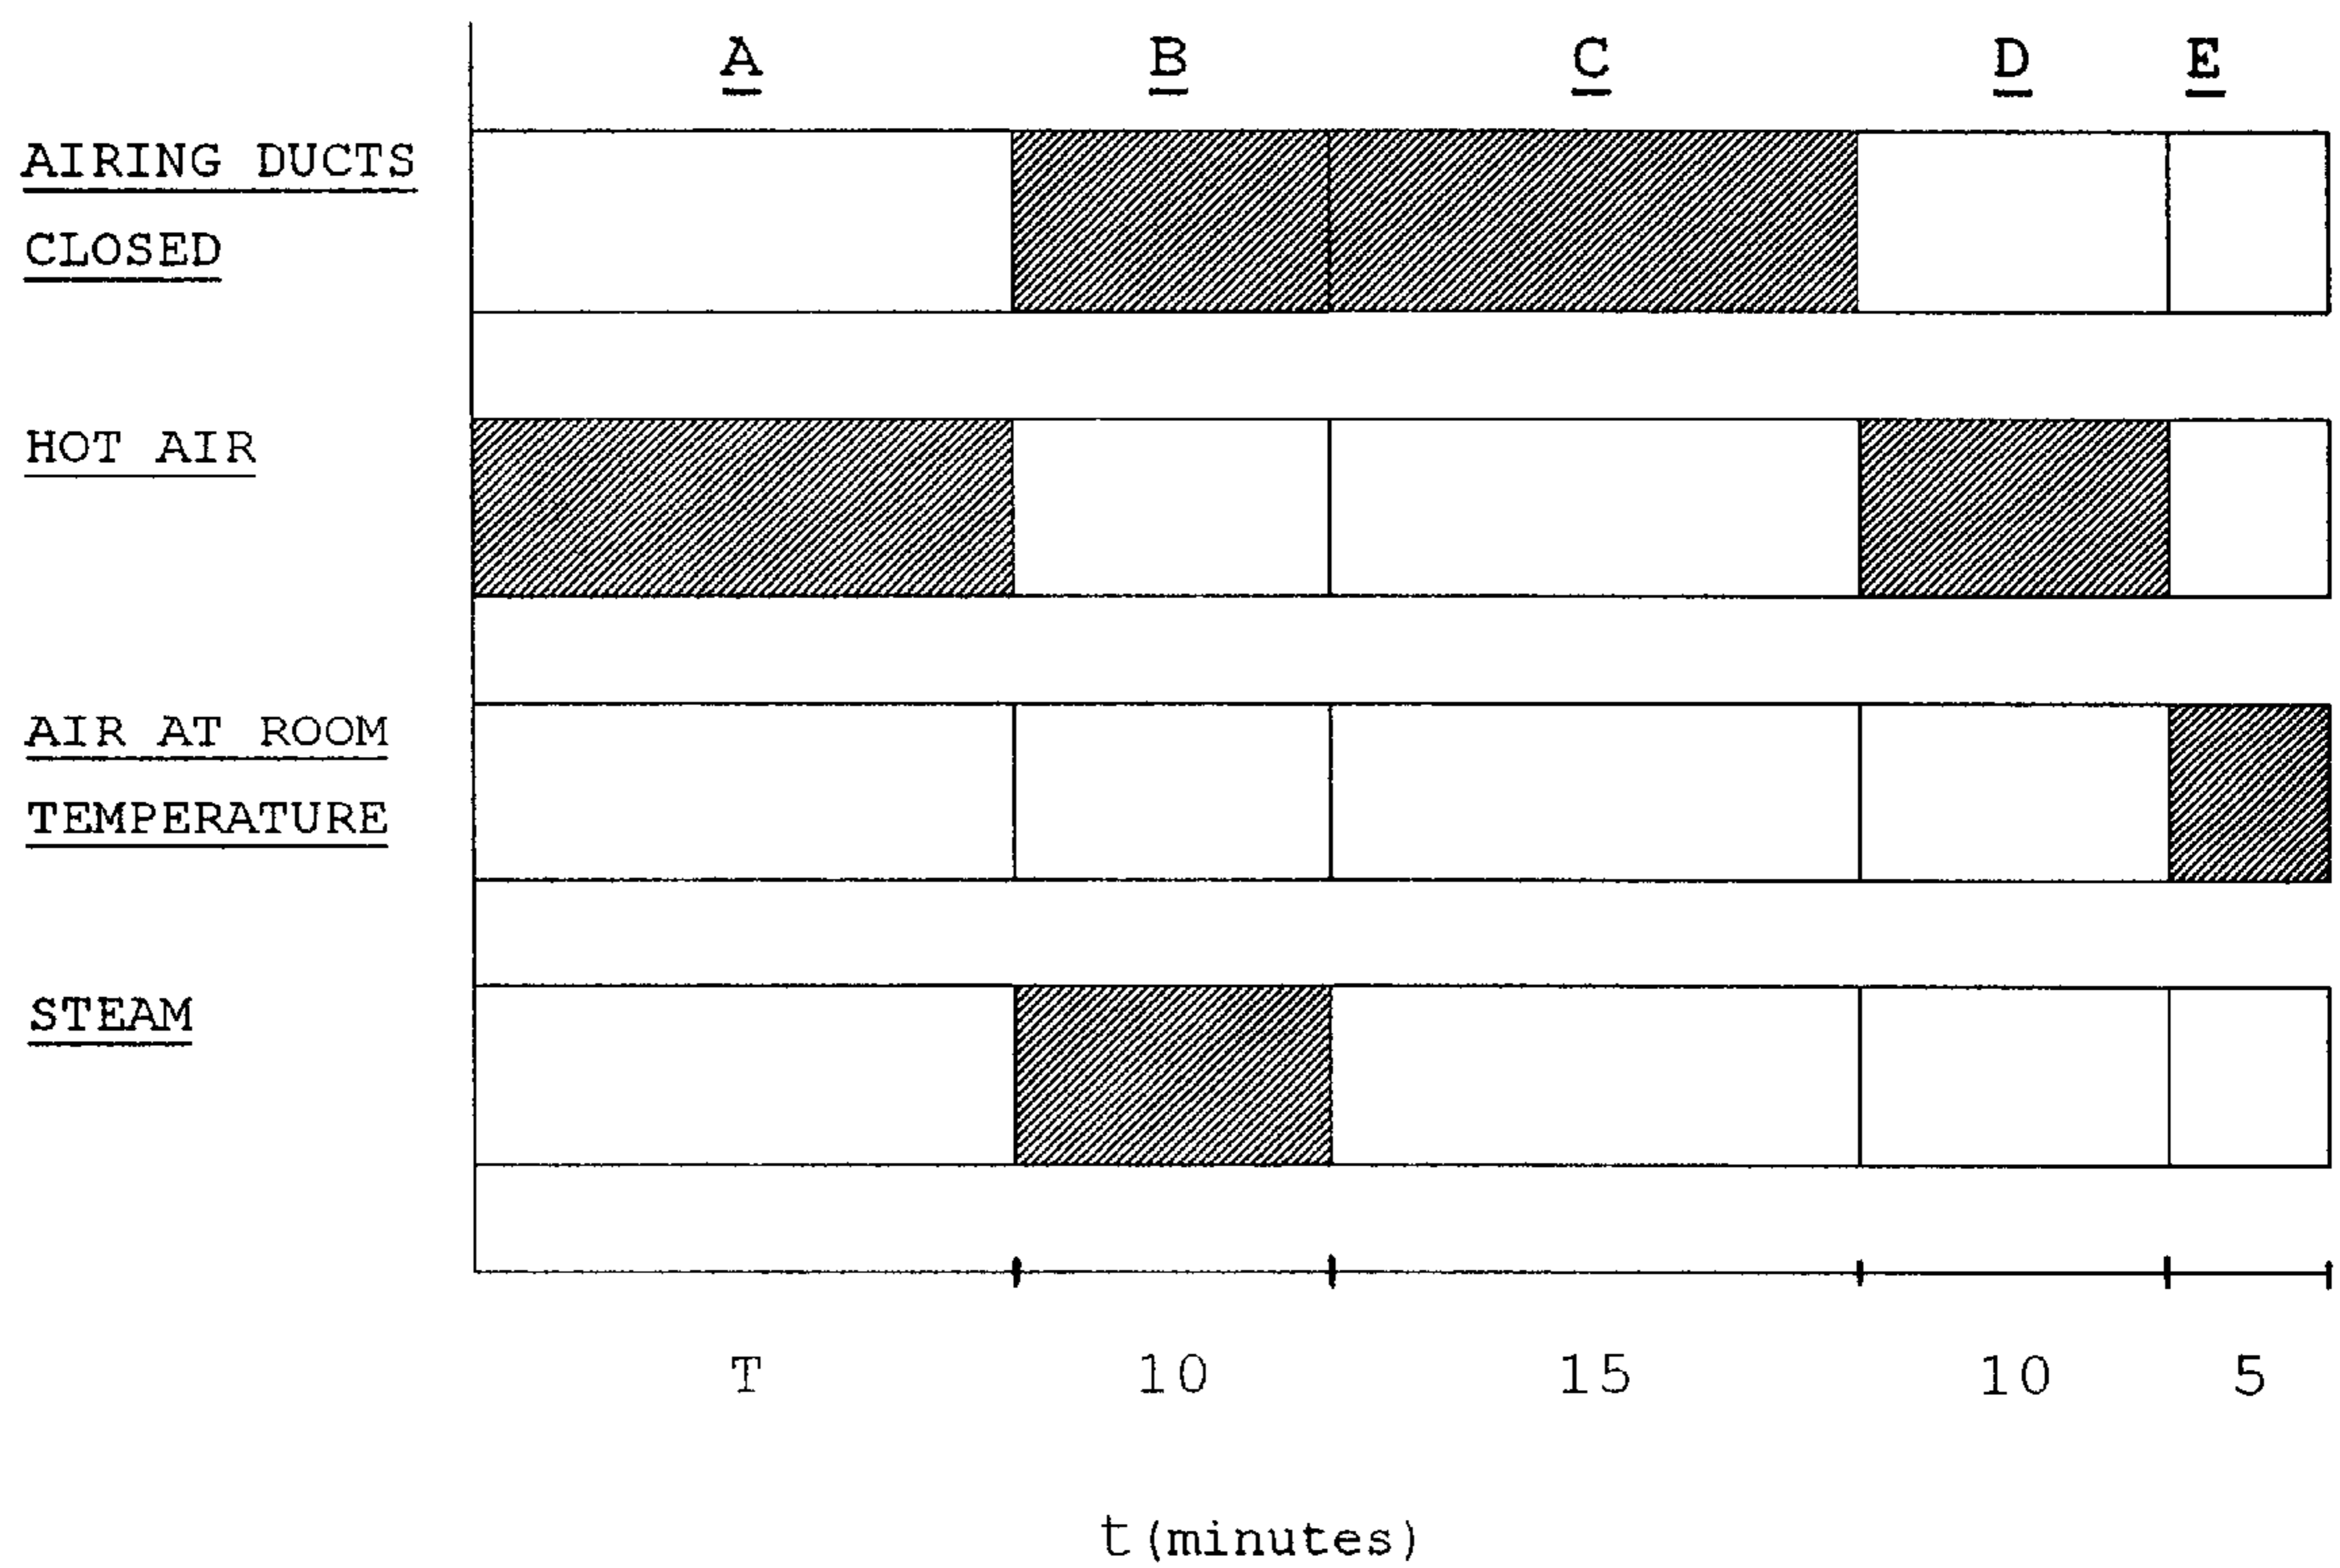 A B C D E
AIRING DUCTS
CLOSED
HOT AIR
AIR AT ROOM
TEMPERATURE
STEAM
T 10 15 10 5
t (minutes)